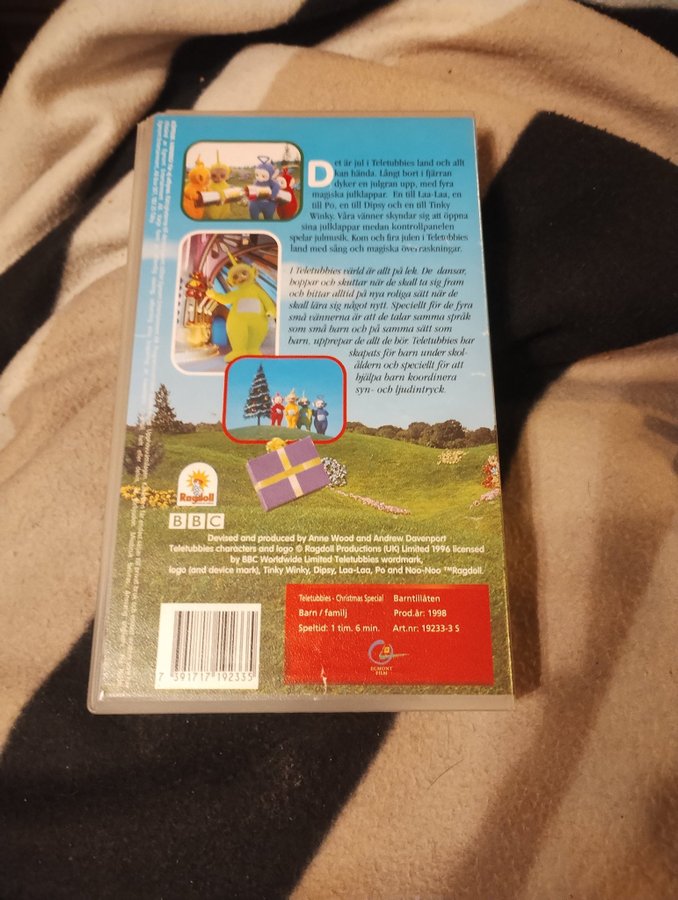 Det är jul i Teletubbies land och allt
kan hända. Långt bort i fjärran
dyker en julgran upp, med fyra
magiska julklappar. En till Laa-Laa, en
till Po, en till Dipsy och en till Tinky
Winky. Våra vänner skyndar sig att öppna
sina julklappar medan kontrollpanelen
spelar julmusik. Kom och fira julen i Teletubbies
land med sång och magiska överraskningar.
I Teletubbies värld är allt på lek. De dansar,
hoppar och skuttar när de skall ta sig fram
och hittar alltid på nya roliga sätt när de
skall lära sig något nytt. Speciellt för de fyra
små vännerna är att de talar samma språk
som små barn och på samma sätt som
barn, upprepar de allt de hör. Teletubbies har
skapats för barn under skol-
åldern och speciellt för att
hjälpa barn koordinera
syn- och ljudintryck.
Ragdoll
BBC
Devised and produced by Anne Wood and Andrew Davenport
Teletubbies characters and logo © Ragdoll Productions (UK) Limited 1996 licensed
by BBC Worldwide Limited Teletubbies wordmark,
logo (and device mark), Tinky Winky, Dipsy, Laa-Laa, Po and Noo-Noo ™Ragdoll.
Teletubbies - Christmas Special Barntillåten
Barn / familj Prod.år: 1998
Speltid: 1 tim. 6 min. Art.nr: 19233-3 S
EGMONT
FILM
7 391717 192335